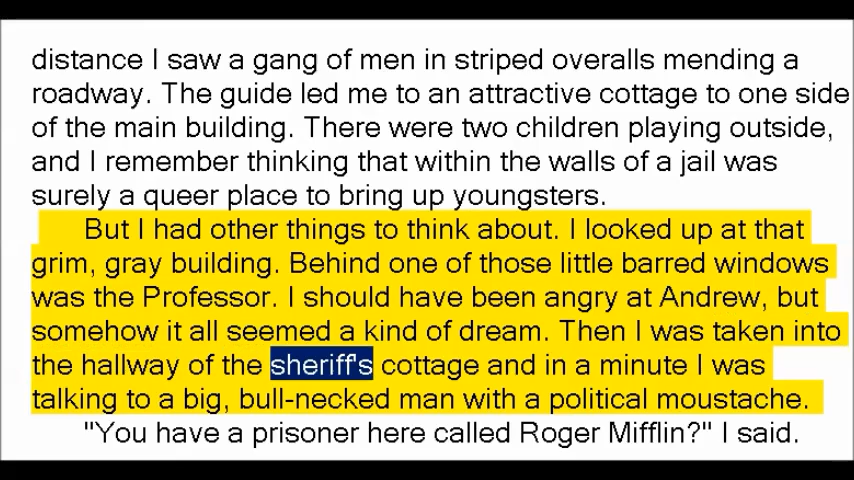 distance I saw a gang of men in striped overalls mending a
roadway. The guide led me to an attractive cottage to one side
of the main building. There were two children playing outside,
and I remember thinking that within the walls of a jail was
surely a queer place to bring up youngsters.
But I had other things to think about. I looked up at that
grim, gray building. Behind one of those little barred windows
was the Professor. I should have been angry at Andrew, but
somehow it all seemed a kind of dream. Then I was taken into
the hallway of the sheriff's cottage and in a minute I was
talking to a big, bull-necked man with a political moustache.
"You have a prisoner here called Roger Mifflin?" I said.